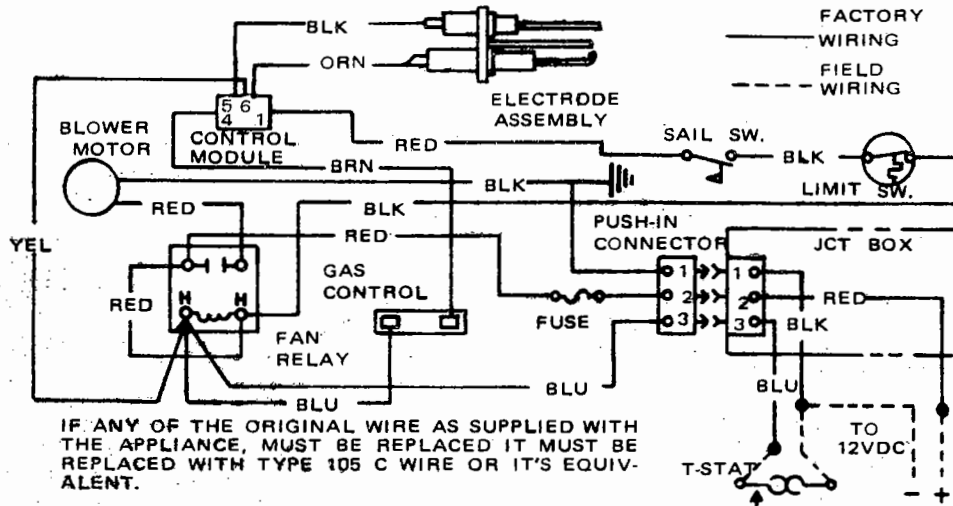 FACTORY
WIRING
FIELD
WIRING
BLK
ORN
ELECTRODE
ASSEMBLY
5 6
4 1
CONTROL
MODULE
BLOWER
MOTOR
RED
SAIL SW.
BLK
LIMIT SW.
BRN
BLK
RED
BLK
PUSH-IN
CONNECTOR
JCT BOX
YEL
RED
GAS
CONTROL
1
1
RED
H
H
FUSE
2
2
RED
3
3
BLK
FAN
RELAY
BLU
BLU
BLU
IF ANY OF THE ORIGINAL WIRE AS SUPPLIED WITH
THE APPLIANCE, MUST BE REPLACED IT MUST BE
REPLACED WITH TYPE 105 C WIRE OR IT'S EQUIV-
ALENT.
TO
12VDC
T-STAT
- +